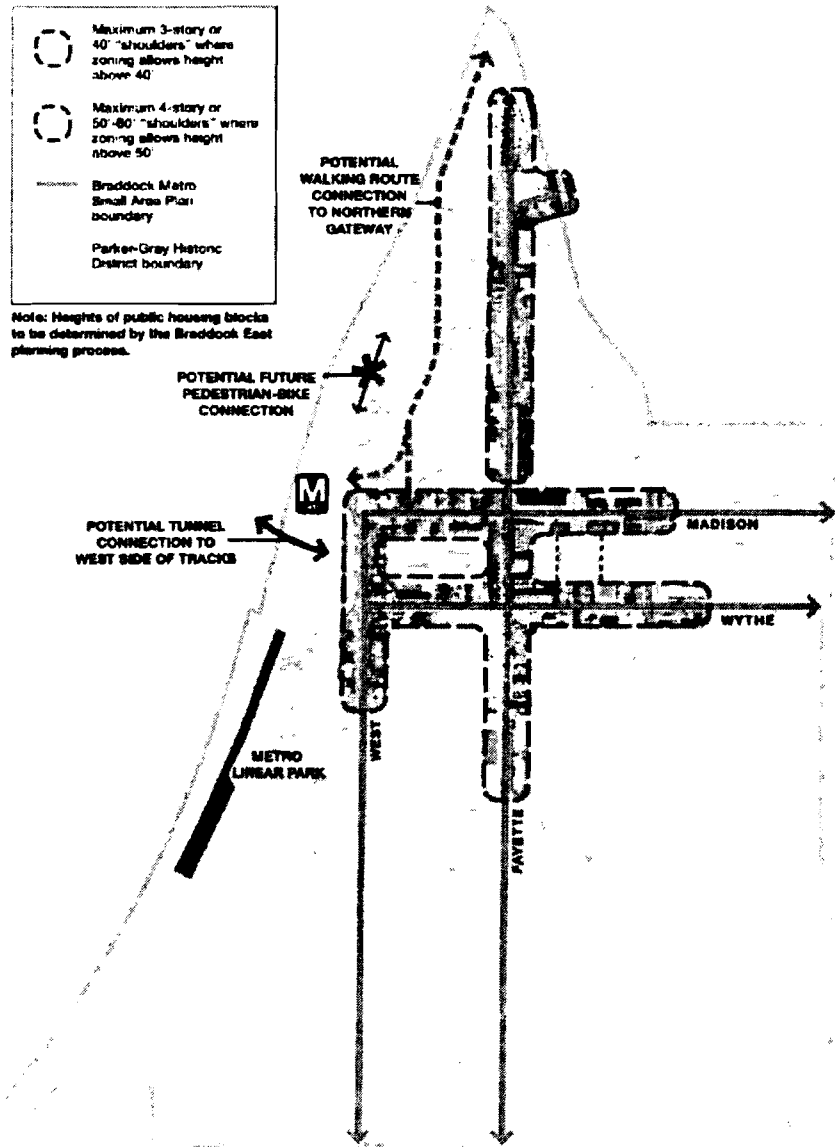 Maximum 3-story or
40' "shoulders" where
zoning allows height
above 40'
Maximum 4-story or
50'-60' "shoulders" where
zoning allows height
above 50'
Braddock Metro
Small Area Plan
boundary
Parker-Gray Historic
District boundary
Note: Heights of public housing blocks
to be determined by the Braddock East
planning process.
POTENTIAL
WALKING ROUTE
CONNECTION
TO NORTHERN
GATEWAY
POTENTIAL FUTURE
PEDESTRIAN-BIKE
CONNECTION
M
POTENTIAL TUNNEL
CONNECTION TO
WEST SIDE OF TRACKS
MADISON
WYTHE
METRO
LINEAR PARK
WEST
FAYETTE